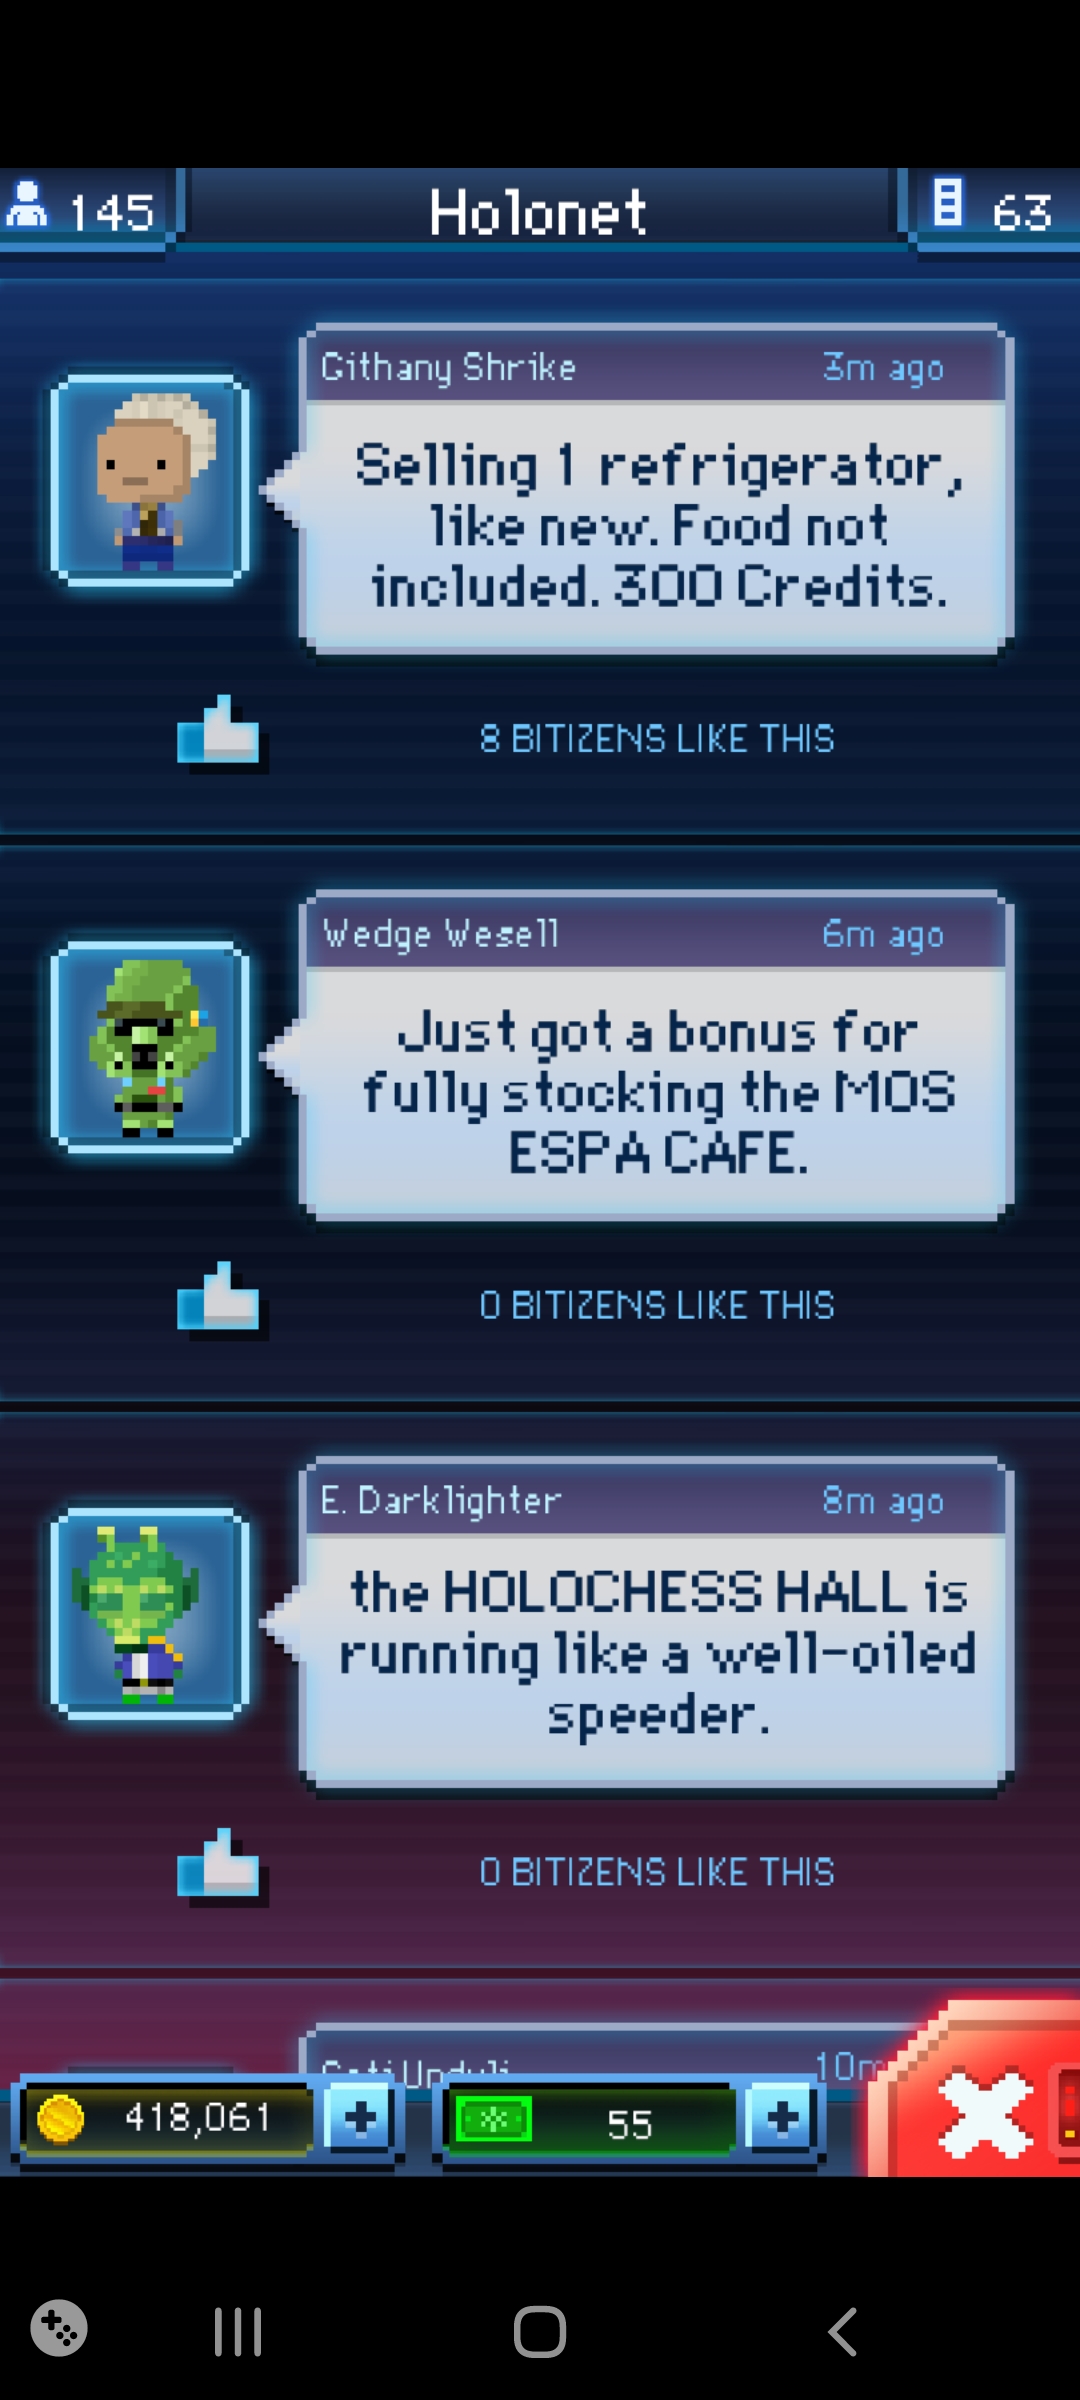 145
Holonet
63
Githany Shrike
3m ago
Selling 1 refrigerator,
like new. Food not
included. 300 Credits.
8 BITIZENS LIKE THIS
Wedge Wesell
6m ago
Just got a bonus for
fully stocking the MOS
ESPA CAFE.
0 BITIZENS LIKE THIS
E. Darklighter
8m ago
the HOLOCHESS HALL is
running like a well-oiled
speeder.
0 BITIZENS LIKE THIS
10m
418,061
55